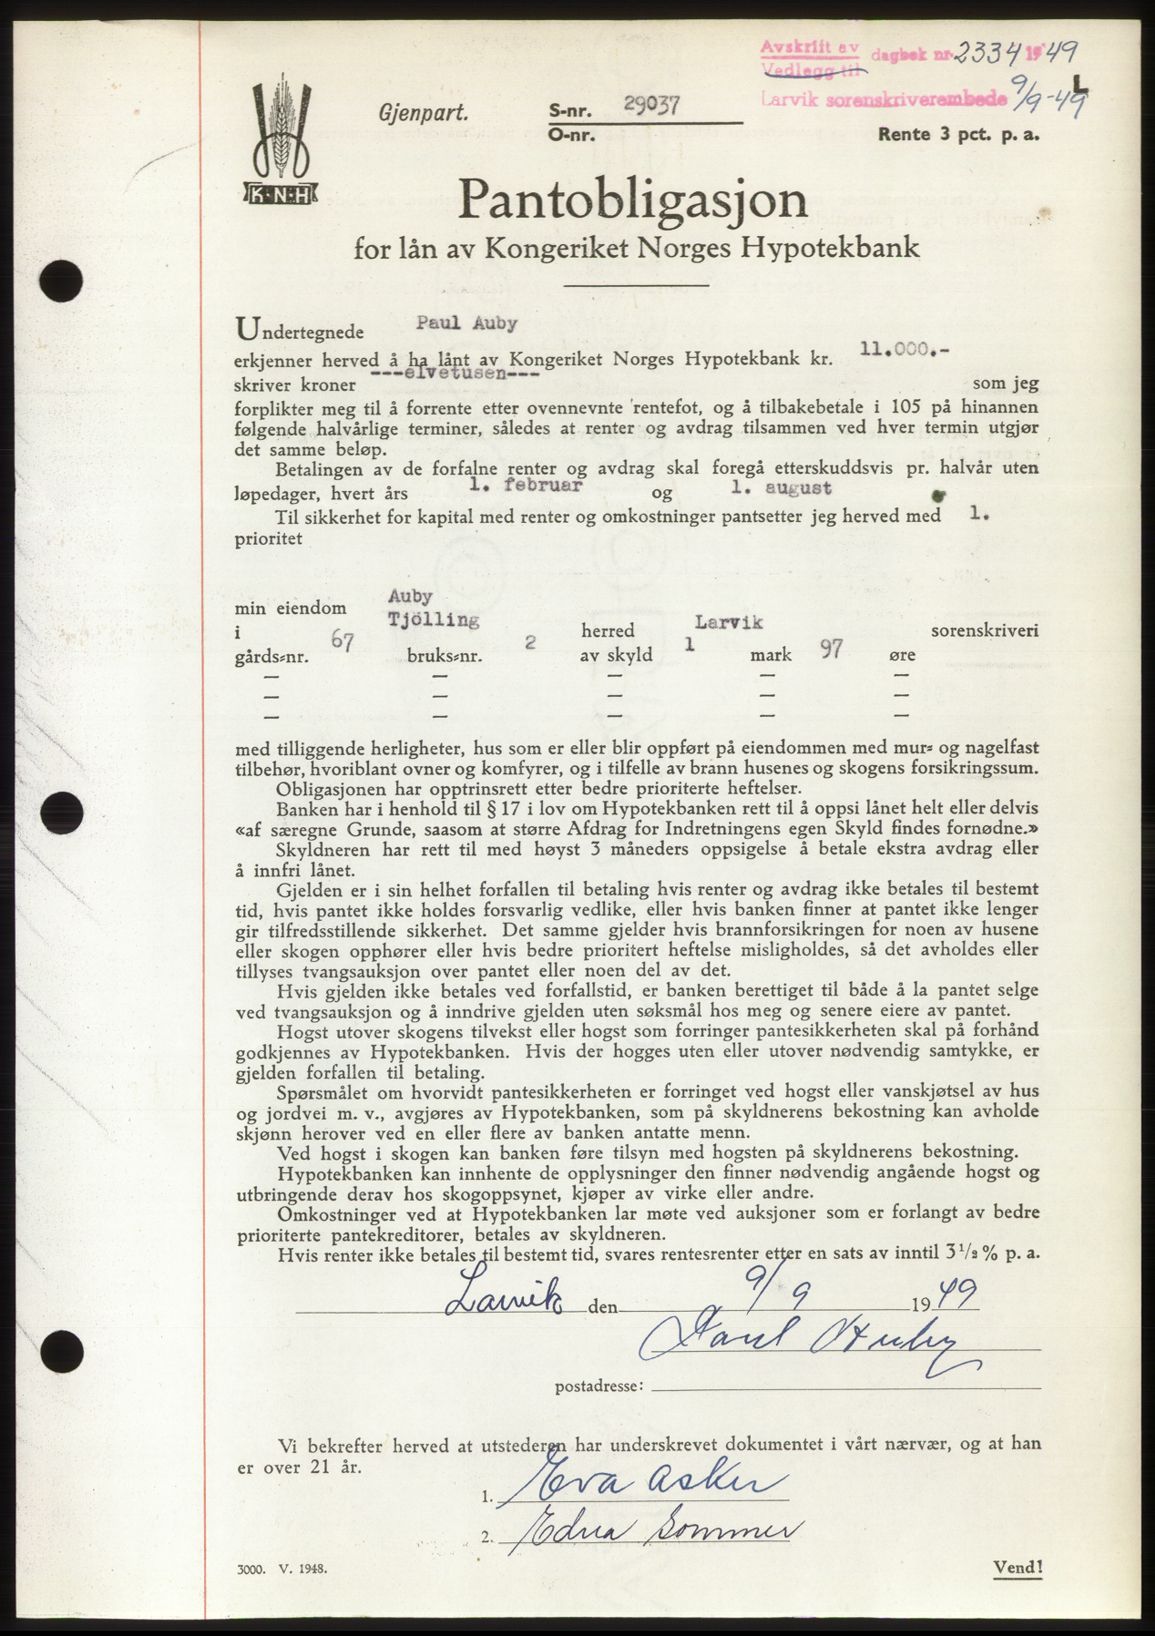 Avskrift av
Vedlegg til
dagbok nr 2334 1949
Larvik sorenskriverembede 9/9-49
L
Gjenpart.
S-nr. 29037
O-nr.
Rente 3 pct. p. a.
K·N·H
Pantobligasjon
for lån av Kongeriket Norges Hypotekbank
Undertegnede Paul Auby
erkjenner herved å ha lånt av Kongeriket Norges Hypotekbank kr. 11.000.-
skriver kroner ---elvetusen--- som jeg
forplikter meg til å forrente etter ovennevnte rentefot, og å tilbakebetale i 105 på hinannen
følgende halvårlige terminer, således at renter og avdrag tilsammen ved hver termin utgjør
det samme beløp.
Betalingen av de forfalne renter og avdrag skal foregå etterskuddsvis pr. halvår uten
løpedager, hvert års 1. februar og 1. august
Til sikkerhet for kapital med renter og omkostninger pantsetter jeg herved med 1.
prioritet
min eiendom Auby
i Tjölling herred Larvik sorenskriveri
gårds=nr. 67 bruks=nr. 2 av skyld 1 mark 97 øre
— — — — —
— — — — —
— — — — —
med tilliggende herligheter, hus som er eller blir oppført på eiendommen med mur= og nagelfast
tilbehør, hvoriblant ovner og komfyrer, og i tilfelle av brann husenes og skogens forsikringssum.
Obligasjonen har opptrinsrett etter bedre prioriterte heftelser.
Banken har i henhold til § 17 i lov om Hypotekbanken rett til å oppsi lånet helt eller delvis
«af særegne Grunde, saasom at større Afdrag for Indretningens egen Skyld findes fornødne.»
Skyldneren har rett til med høyst 3 måneders oppsigelse å betale ekstra avdrag eller
å innfri lånet.
Gjelden er i sin helhet forfallen til betaling hvis renter og avdrag ikke betales til bestemt
tid, hvis pantet ikke holdes forsvarlig vedlike, eller hvis banken finner at pantet ikke lenger
gir tilfredsstillende sikkerhet. Det samme gjelder hvis brannforsikringen for noen av husene
eller skogen opphører eller hvis bedre prioritert heftelse misligholdes, så det avholdes eller
tillyses tvangsauksjon over pantet eller noen del av det.
Hvis gjelden ikke betales ved forfallstid, er banken berettiget til både å la pantet selge
ved tvangsauksjon og å inndrive gjelden uten søksmål hos meg og senere eiere av pantet.
Hogst utover skogens tilvekst eller hogst som forringer pantesikkerheten skal på forhånd
godkjennes av Hypotekbanken. Hvis der hogges uten eller utover nødvendig samtykke, er
gjelden forfallen til betaling.
Spørsmålet om hvorvidt pantesikkerheten er forringet ved hogst eller vanskjøtsel av hus
og jordvei m. v., avgjøres av Hypotekbanken, som på skyldnerens bekostning kan avholde
skjønn herover ved en eller flere av banken antatte menn.
Ved hogst i skogen kan banken føre tilsyn med hogsten på skyldnerens bekostning.
Hypotekbanken kan innhente de opplysninger den finner nødvendig angående hogst og
utbringende derav hos skogoppsynet, kjøper av virke eller andre.
Omkostninger ved at Hypotekbanken lar møte ved auksjoner som er forlangt av bedre
prioriterte pantekreditorer, betales av skyldneren.
Hvis renter ikke betales til bestemt tid, svares rentesrenter etter en sats av inntil 3 1/2 % p. a.
Larvik den 9/9 1949
Paul Auby
postadresse:
Vi bekrefter herved at utstederen har underskrevet dokumentet i vårt nærvær, og at han
er over 21 år.
1. Eva Asker
2. Edna Sommer
3000. V. 1948.
Vend!